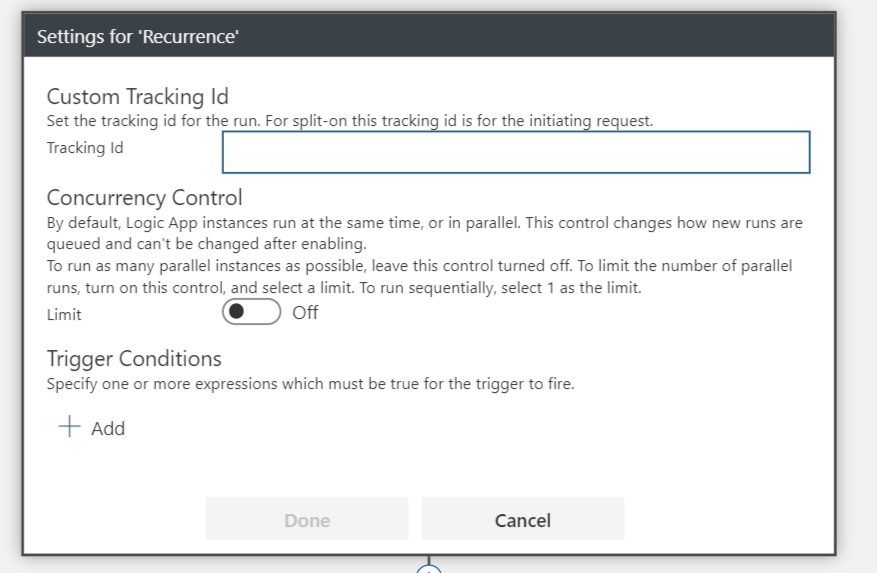 Settings for 'Recurrence'
Custom Tracking Id
Set the tracking id for the run. For split-on this tracking id is for the initiating request.
Tracking Id
Concurrency Control
By default, Logic App instances run at the same time, or in parallel. This control changes how new runs are
queued and can't be changed after enabling.
To run as many parallel instances as possible, leave this control turned off. To limit the number of parallel
runs, turn on this control, and select a limit. To run sequentially, select 1 as the limit.
Limit Off
Trigger Conditions
Specify one or more expressions which must be true for the trigger to fire.
Add
Done Cancel